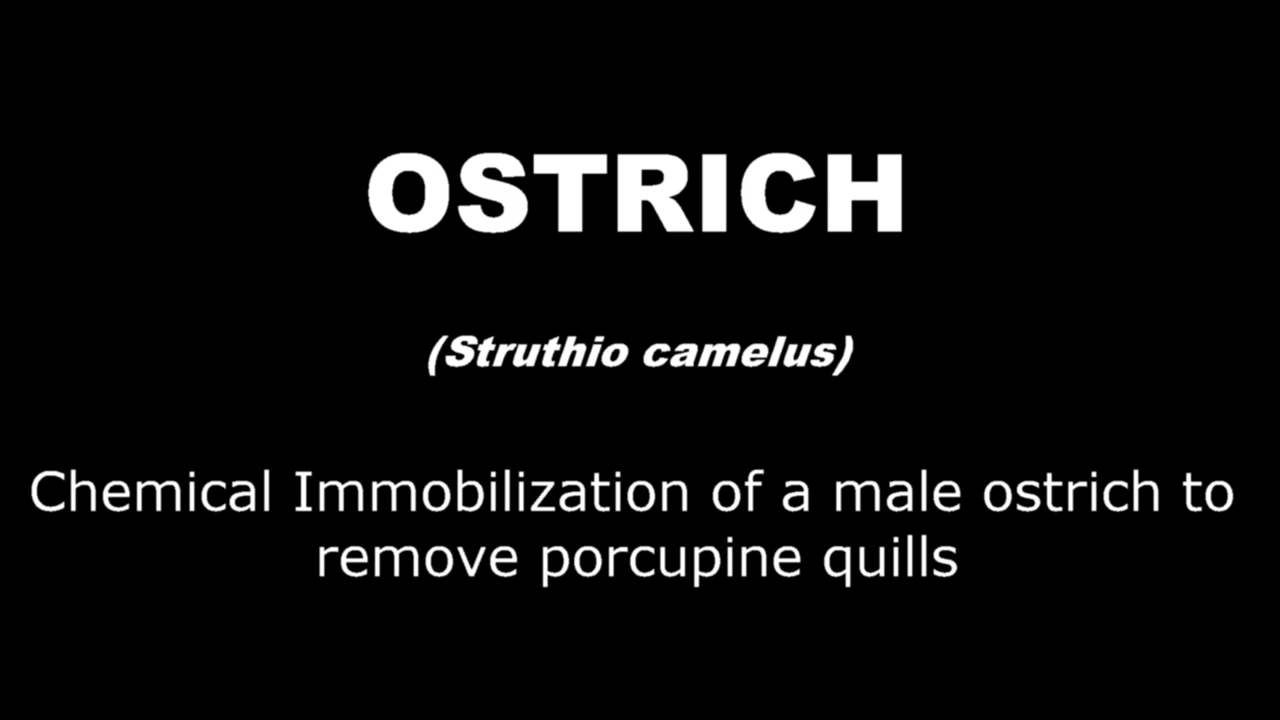 OSTRICH
(Struthio camelus)
Chemical Immobilization of a male ostrich to
remove porcupine quills